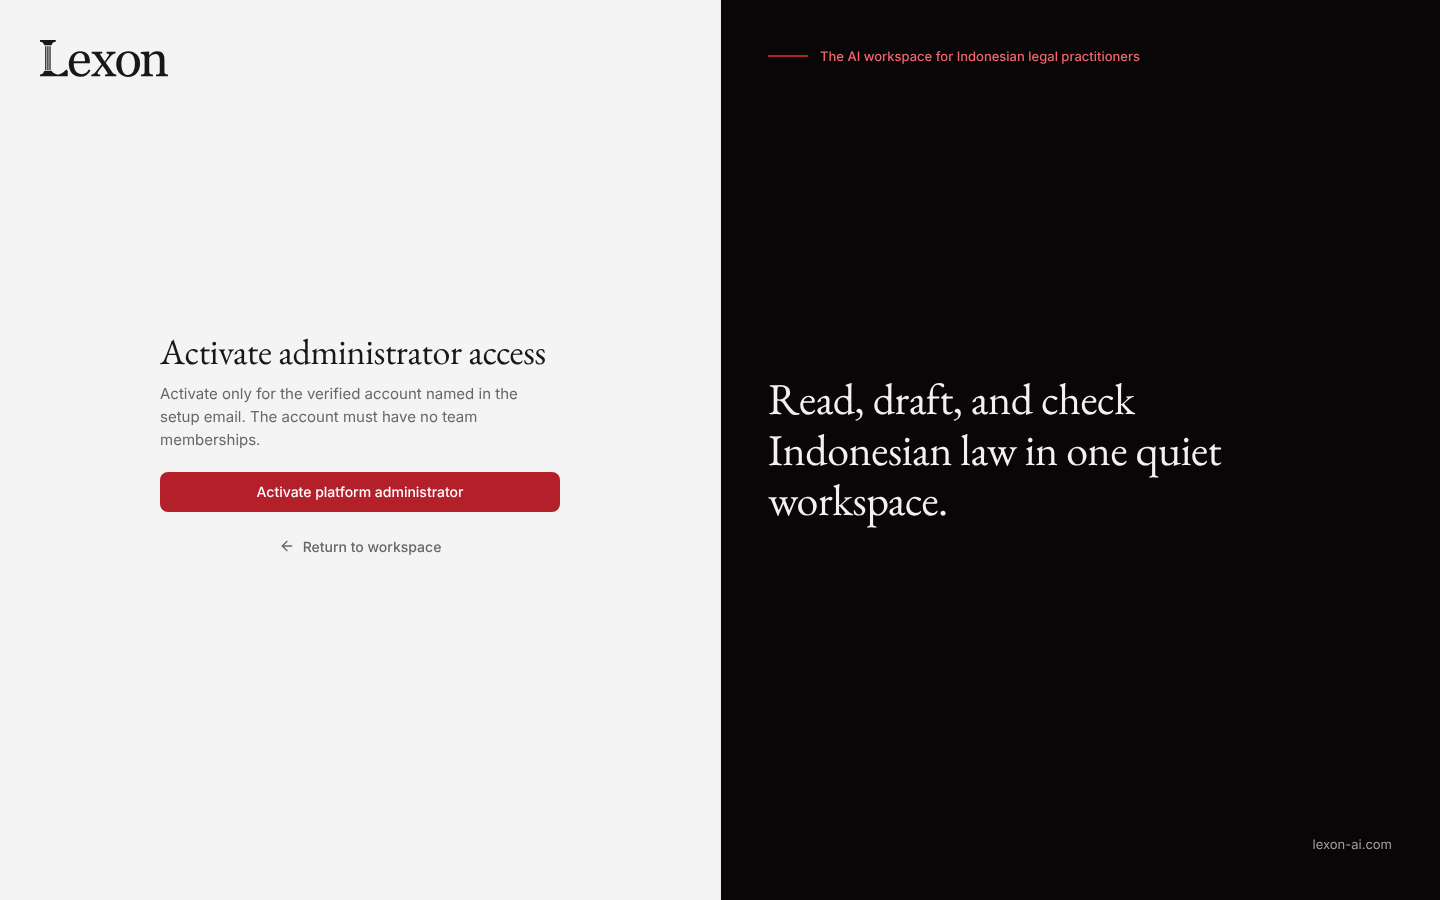 Lexon
Activate administrator access
Activate only for the verified account named in the
setup email. The account must have no team
memberships.
Activate platform administrator
← Return to workspace
The AI workspace for Indonesian legal practitioners
Read, draft, and check
Indonesian law in one quiet
workspace.
lexon-ai.com